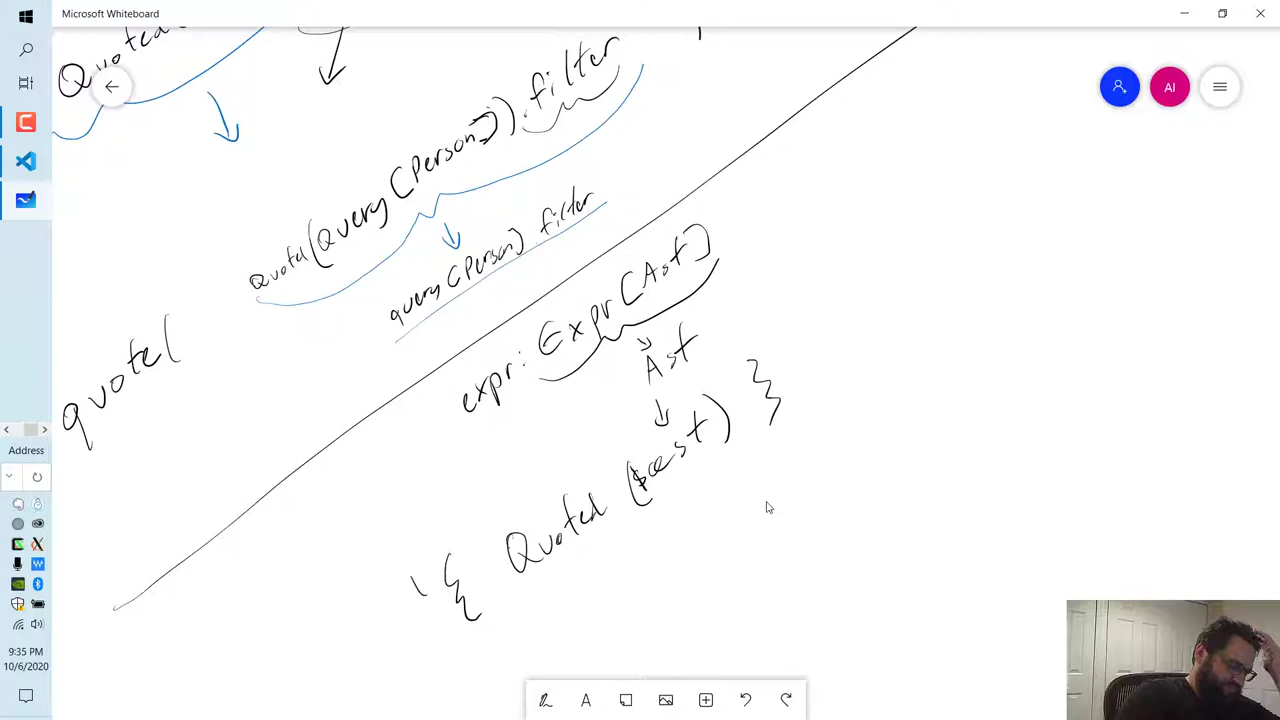 Microsoft Whiteboard
Quoted
AI
Quoted(Query(Person)).filter
query(Person).filter
quote(
expr: Expr[Ast]
Ast
'{ Quoted ($ast) }
Address
9:35 PM
10/6/2020
A